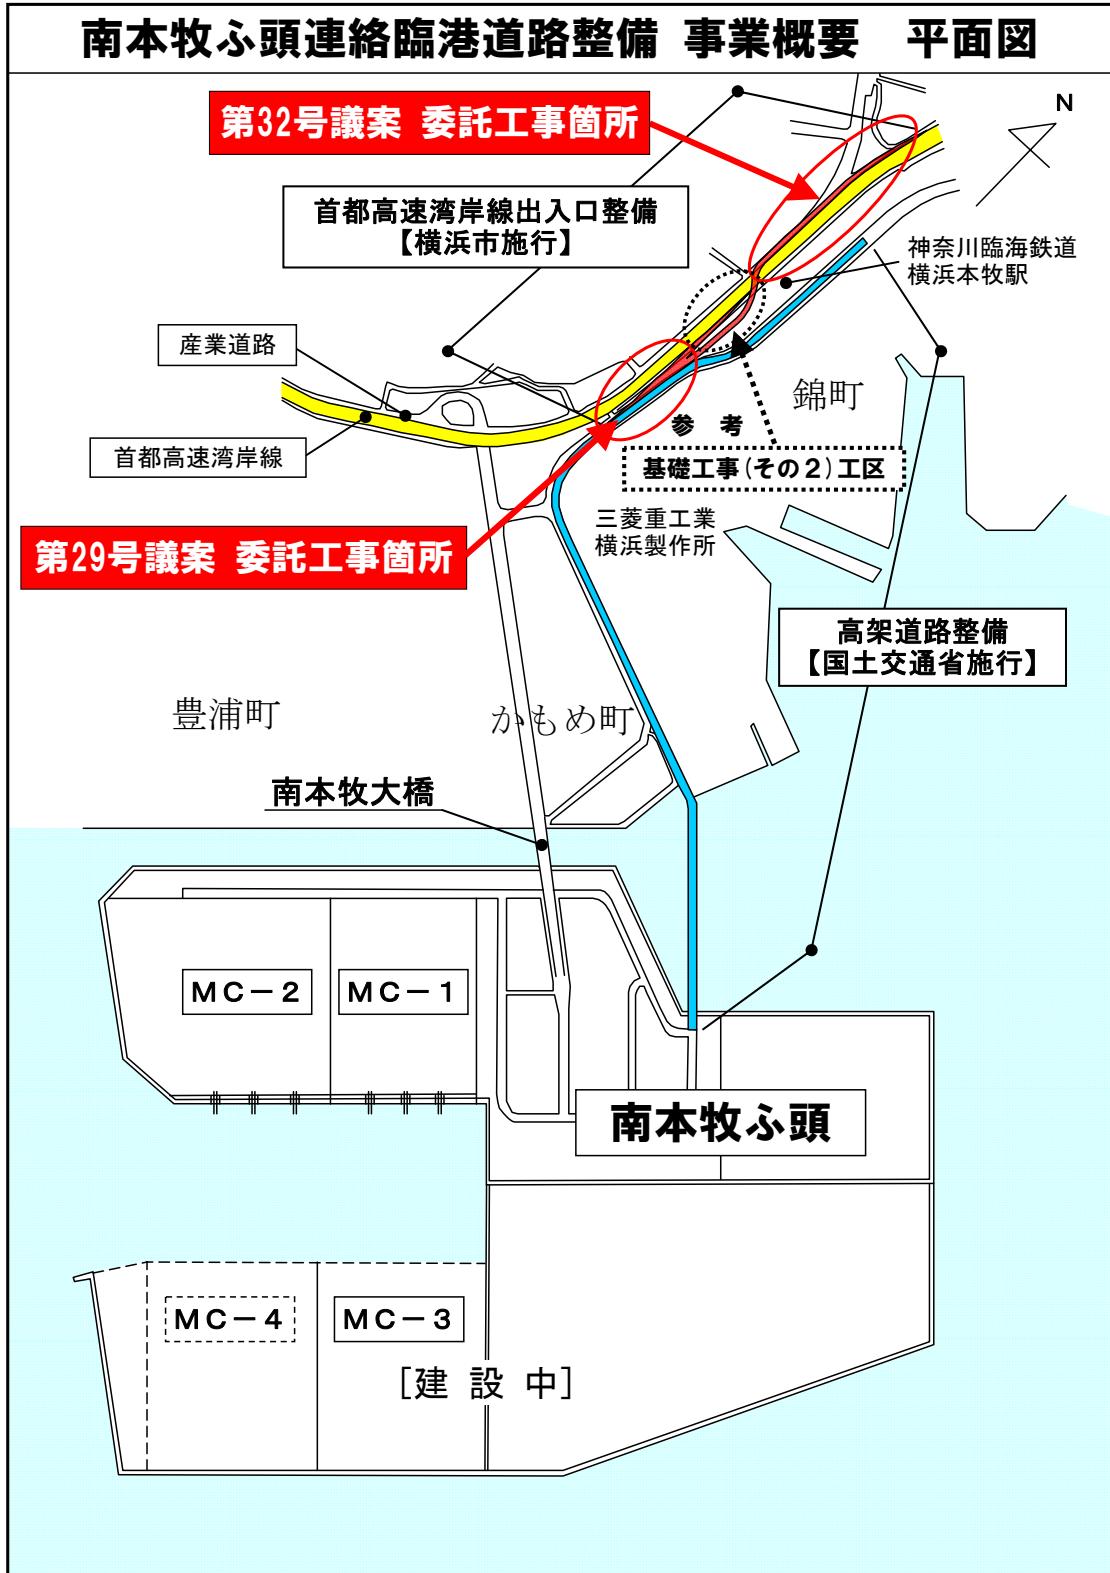 南本牧ふ頭連絡臨港道路整備 事業概要 平面図
第32号議案 委託工事箇所
N
首都高速湾岸線出入口整備
【横浜市施行】
神奈川臨海鉄道
横浜本牧駅
産業道路
錦町
参 考
首都高速湾岸線
基礎工事(その2)工区
三菱重工業
横浜製作所
第29号議案 委託工事箇所
高架道路整備
【国土交通省施行】
豊浦町
かもめ町
南本牧大橋
MC-2
MC-1
南本牧ふ頭
MC-4
MC-3
[建 設 中]